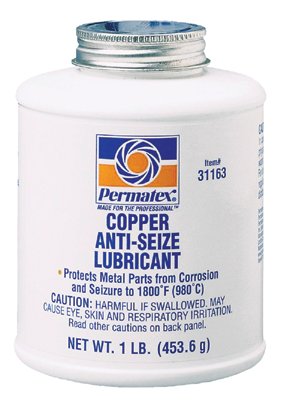 Permatex®
MADE FOR THE PROFESSIONAL™
Item#
31163
COPPER
ANTI-SEIZE
LUBRICANT
• Protects Metal Parts from Corrosion
and Seizure to 1800°F (980°C)
CAUTION: HARMFUL IF SWALLOWED. MAY
CAUSE EYE, SKIN AND RESPIRATORY IRRITATION.
Read other cautions on back panel.
NET WT. 1 LB. (453.6 g)